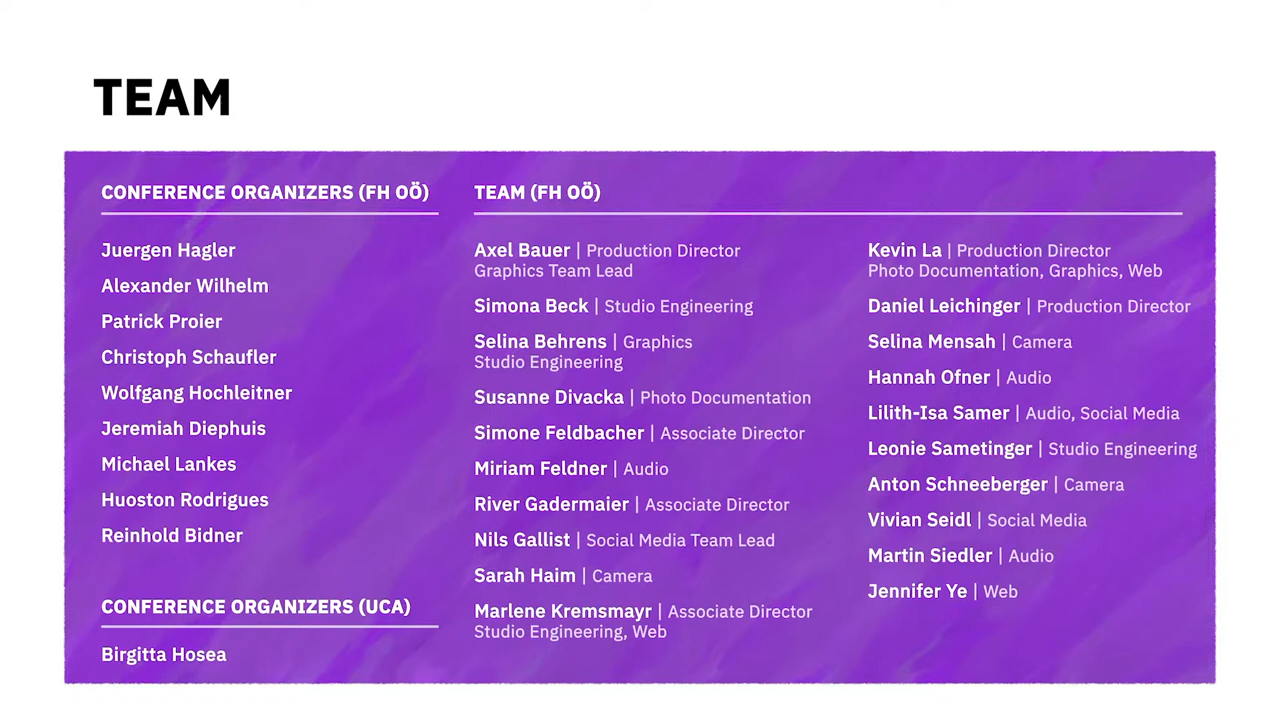 TEAM
CONFERENCE ORGANIZERS (FH OÖ)
Juergen Hagler
Alexander Wilhelm
Patrick Proier
Christoph Schaufler
Wolfgang Hochleitner
Jeremiah Diephuis
Michael Lankes
Huoston Rodrigues
Reinhold Bidner
CONFERENCE ORGANIZERS (UCA)
Birgitta Hosea
TEAM (FH OÖ)
Axel Bauer | Production Director
Graphics Team Lead
Simona Beck | Studio Engineering
Selina Behrens | Graphics
Studio Engineering
Susanne Divacka | Photo Documentation
Simone Feldbacher | Associate Director
Miriam Feldner | Audio
River Gadermaier | Associate Director
Nils Gallist | Social Media Team Lead
Sarah Haim | Camera
Marlene Kremsmayr | Associate Director
Studio Engineering, Web
Kevin La | Production Director
Photo Documentation, Graphics, Web
Daniel Leichinger | Production Director
Selina Mensah | Camera
Hannah Ofner | Audio
Lilith-Isa Samer | Audio, Social Media
Leonie Sametinger | Studio Engineering
Anton Schneeberger | Camera
Vivian Seidl | Social Media
Martin Siedler | Audio
Jennifer Ye | Web